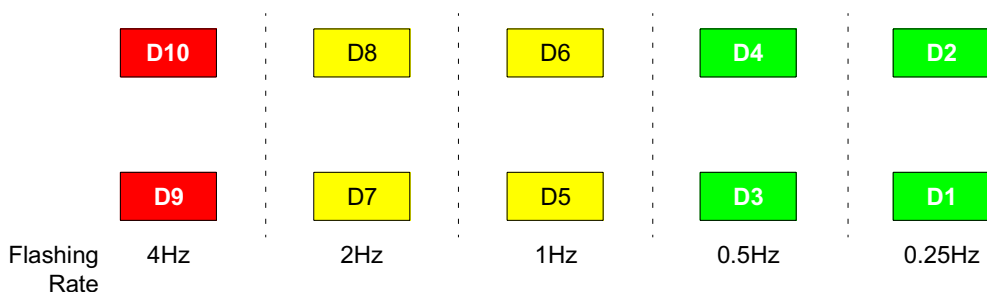 D10 D8 D6 D4 D2
D9 D7 D5 D3 D1
Flashing 4Hz 2Hz 1Hz 0.5Hz 0.25Hz
Rate